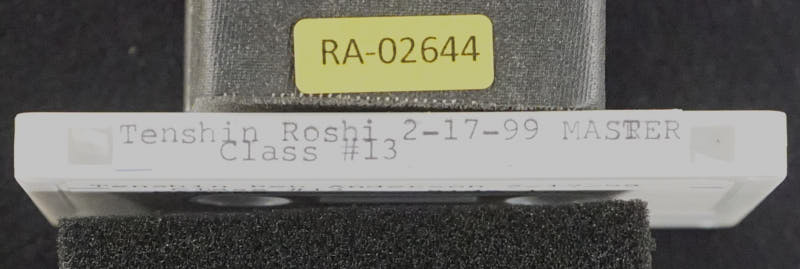 RA-02644
Tenshin Roshi 2-17-99 MASTER
Class #13